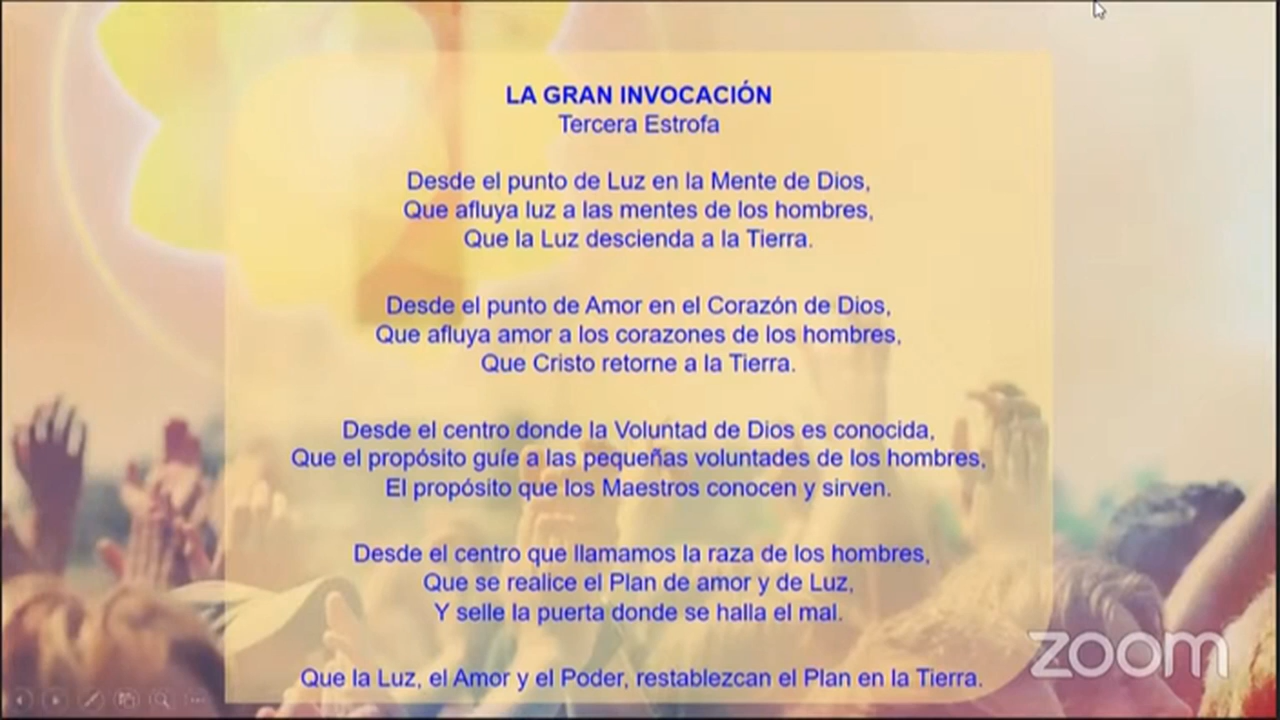 LA GRAN INVOCACIÓN
Tercera Estrofa
Desde el punto de Luz en la Mente de Dios,
Que afluya luz a las mentes de los hombres,
Que la Luz descienda a la Tierra.
Desde el punto de Amor en el Corazón de Dios,
Que afluya amor a los corazones de los hombres,
Que Cristo retorne a la Tierra.
Desde el centro donde la Voluntad de Dios es conocida,
Que el propósito guíe a las pequeñas voluntades de los hombres,
El propósito que los Maestros conocen y sirven.
Desde el centro que llamamos la raza de los hombres,
Que se realice el Plan de amor y de Luz,
Y selle la puerta donde se halla el mal.
Que la Luz, el Amor y el Poder, restablezcan el Plan en la Tierra.
zoom